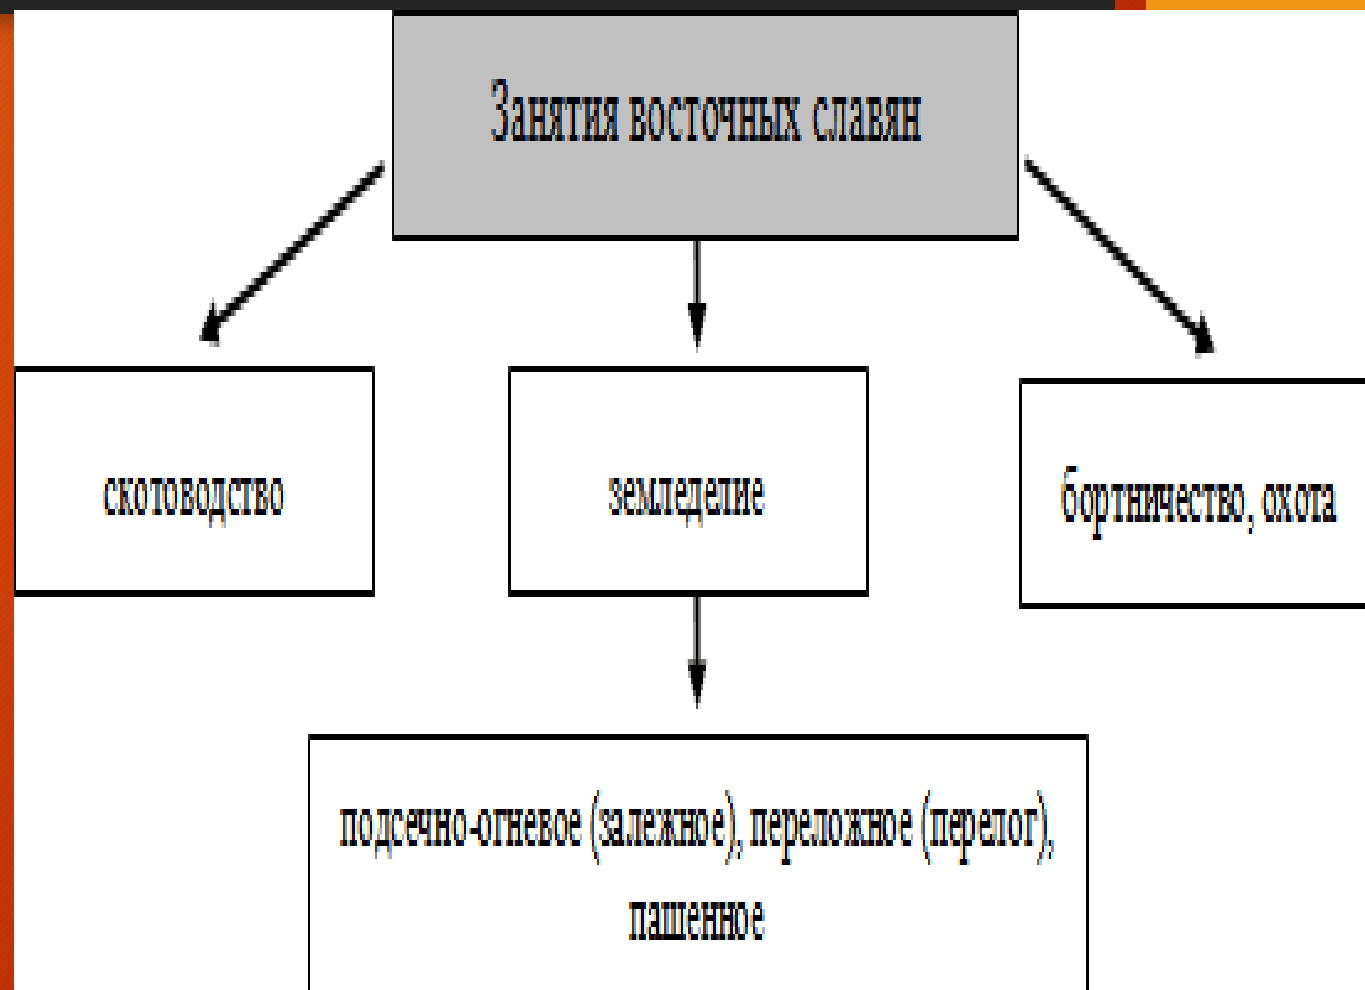 Занятия восточных славян
скотоводство
земледелие
бортничество, охота
подсечно-огневое (залежное), переложное (перелог),
пашенное